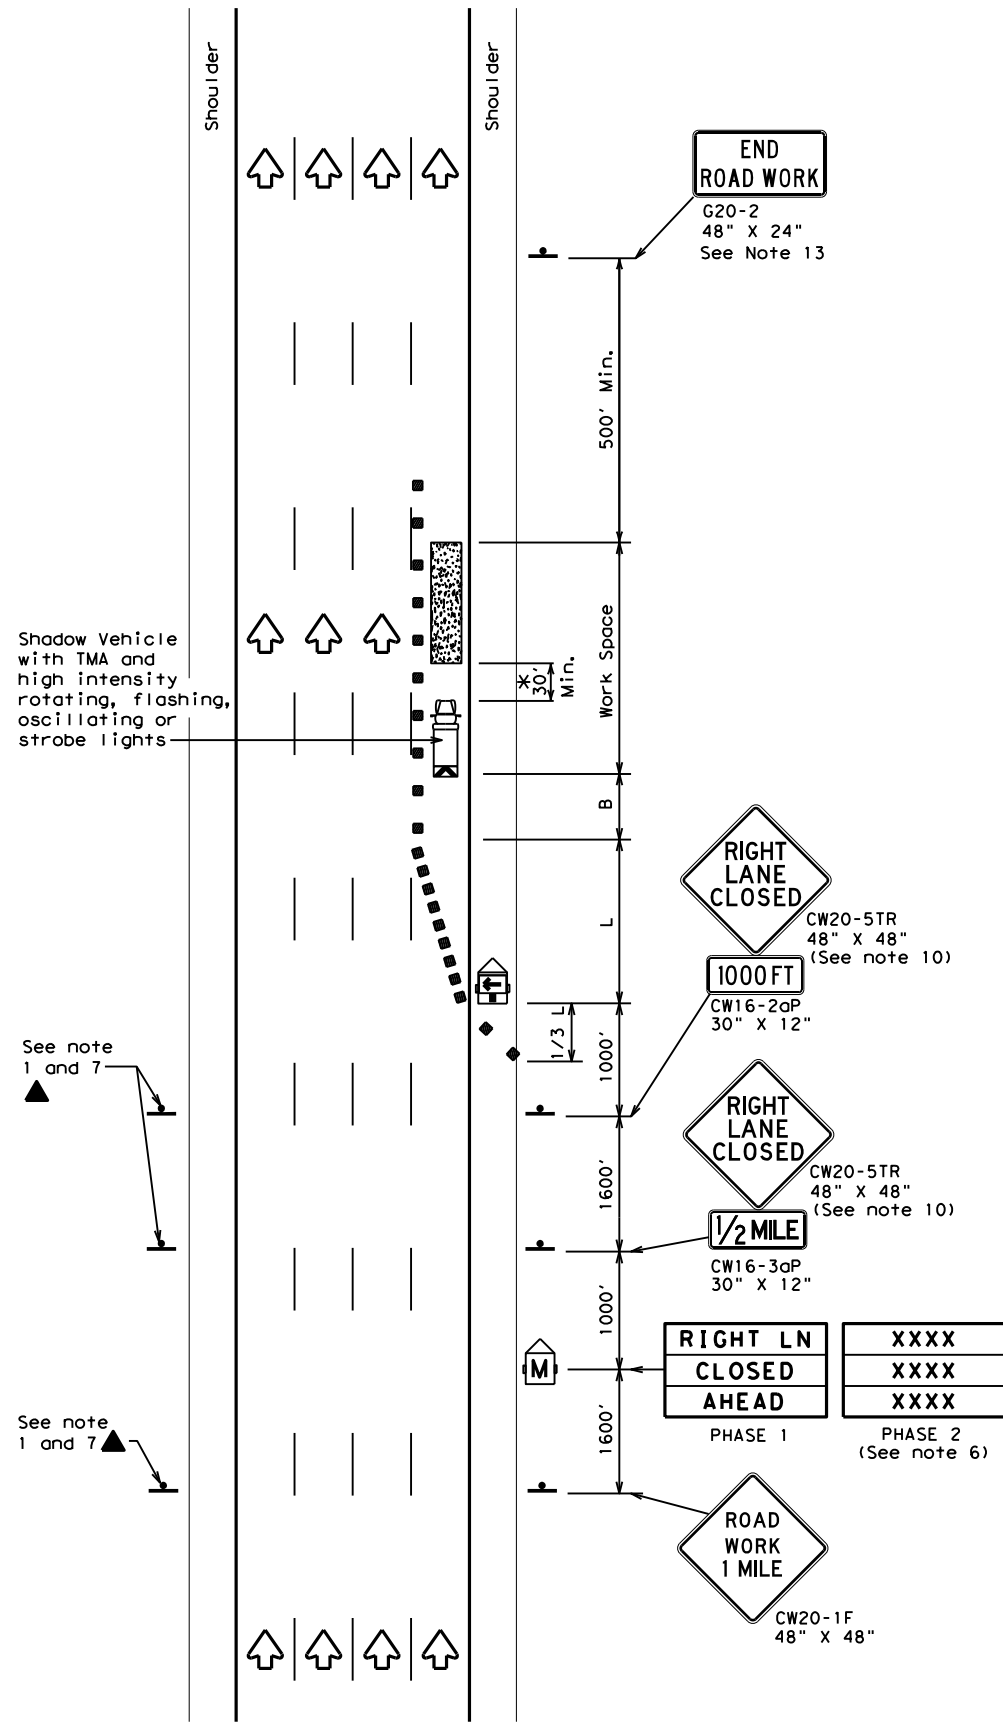 Shoulder
Shoulder
END
ROAD WORK
G20-2
48" X 24"
See Note 13
500' Min.
Shadow Vehicle
with TMA and
high intensity
rotating, flashing,
oscillating or
strobe lights
Work Space
*
30'
Min.
B
L
RIGHT
LANE
CLOSED
CW20-5TR
48" X 48"
(See note 10)
1000 FT
CW16-2aP
30" X 12"
1/3 L
1000'
See note
1 and 7
RIGHT
LANE
CLOSED
CW20-5TR
48" X 48"
(See note 10)
1600'
1/2 MILE
CW16-3aP
30" X 12"
1000'
M
RIGHT LN
CLOSED
AHEAD
PHASE 1
XXXX
XXXX
XXXX
PHASE 2
(See note 6)
See note
1 and 7
1600'
ROAD
WORK
1 MILE
CW20-1F
48" X 48"